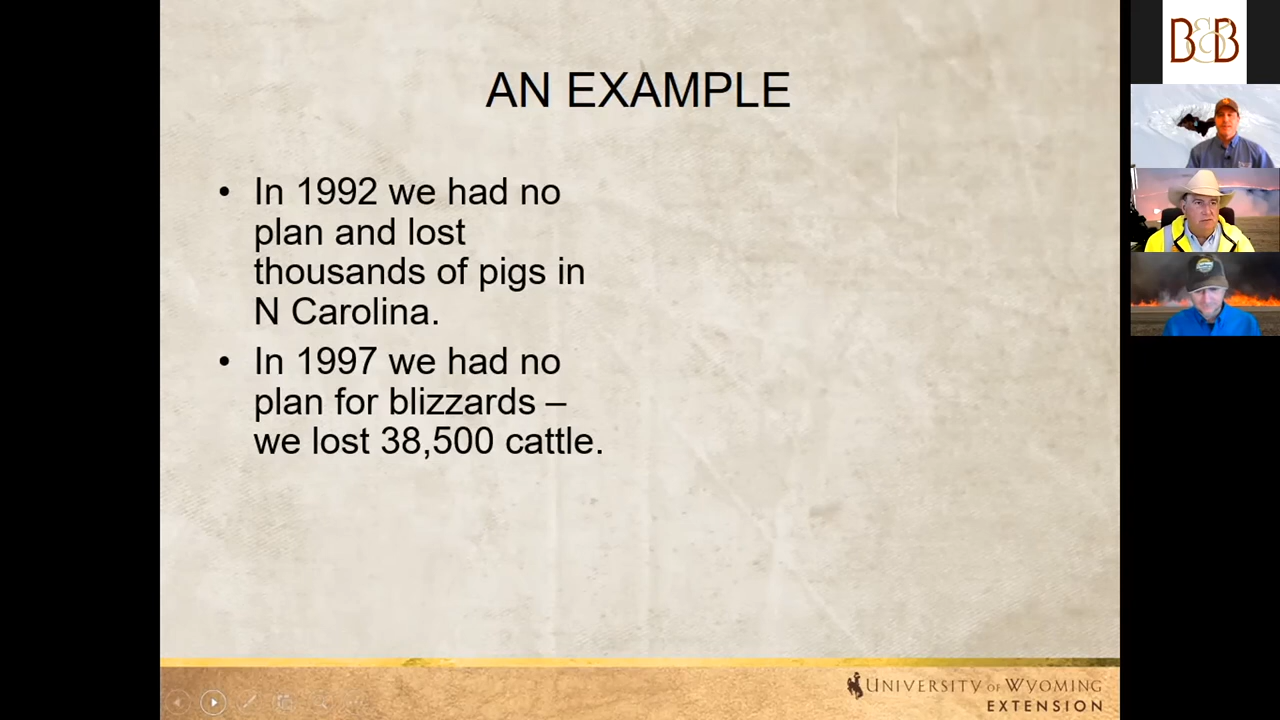 AN EXAMPLE
• In 1992 we had no
plan and lost
thousands of pigs in
N Carolina.
• In 1997 we had no
plan for blizzards –
we lost 38,500 cattle.
UNIVERSITY OF WYOMING
EXTENSION
B&B